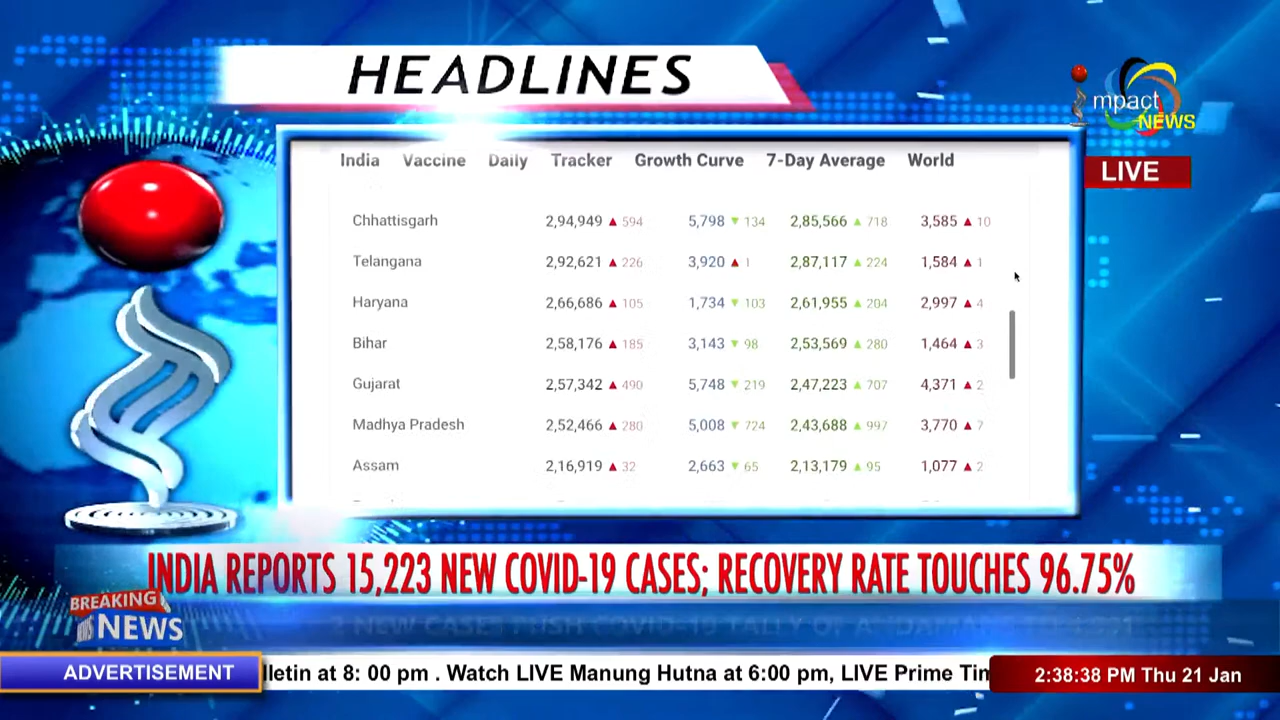 HEADLINES
mpact
NEWS
LIVE
India Vaccine Daily Tracker Growth Curve 7-Day Average World
Chhattisgarh 2,94,949 ▲ 594 5,798 ▼ 134 2,85,566 ▲ 718 3,585 ▲ 10
Telangana 2,92,621 ▲ 226 3,920 ▲ 1 2,87,117 ▲ 224 1,584 ▲ 1
Haryana 2,66,686 ▲ 105 1,734 ▼ 103 2,61,955 ▲ 204 2,997 ▲ 4
Bihar 2,58,176 ▲ 185 3,143 ▼ 98 2,53,569 ▲ 280 1,464 ▲ 3
Gujarat 2,57,342 ▲ 490 5,748 ▼ 219 2,47,223 ▲ 707 4,371 ▲ 2
Madhya Pradesh 2,52,466 ▲ 280 5,008 ▼ 724 2,43,688 ▲ 997 3,770 ▲ 7
Assam 2,16,919 ▲ 32 2,663 ▼ 65 2,13,179 ▲ 95 1,077 ▲ 2
INDIA REPORTS 15,223 NEW COVID-19 CASES; RECOVERY RATE TOUCHES 96.75%
BREAKING
NEWS
ADVERTISEMENT
lletin at 8: 00 pm . Watch LIVE Manung Hutna at 6:00 pm, LIVE Prime Tim
2:38:38 PM Thu 21 Jan